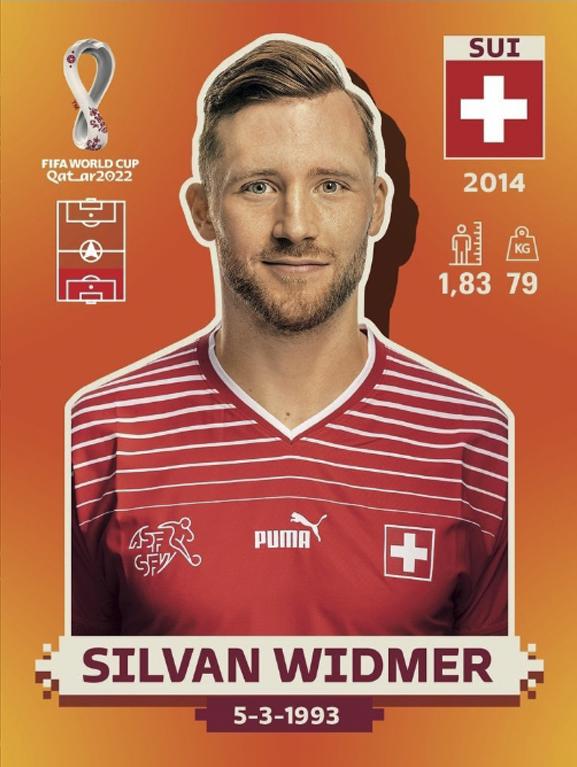 SUI
FIFA WORLD CUP
Qatar2022
2014
KG
1,83 79
ASF
SFV
PUMA
SILVAN WIDMER
5-3-1993